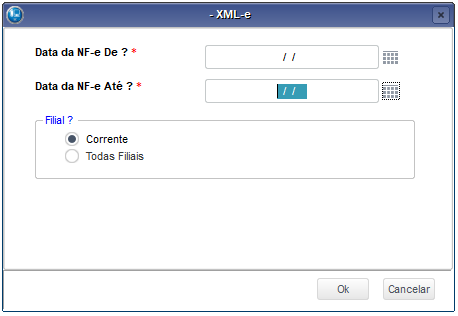 - XML-e
Data da NF-e De ? *
/ /
Data da NF-e Até ? *
/ /
Filial ?
Corrente
Todas Filiais
Ok
Cancelar